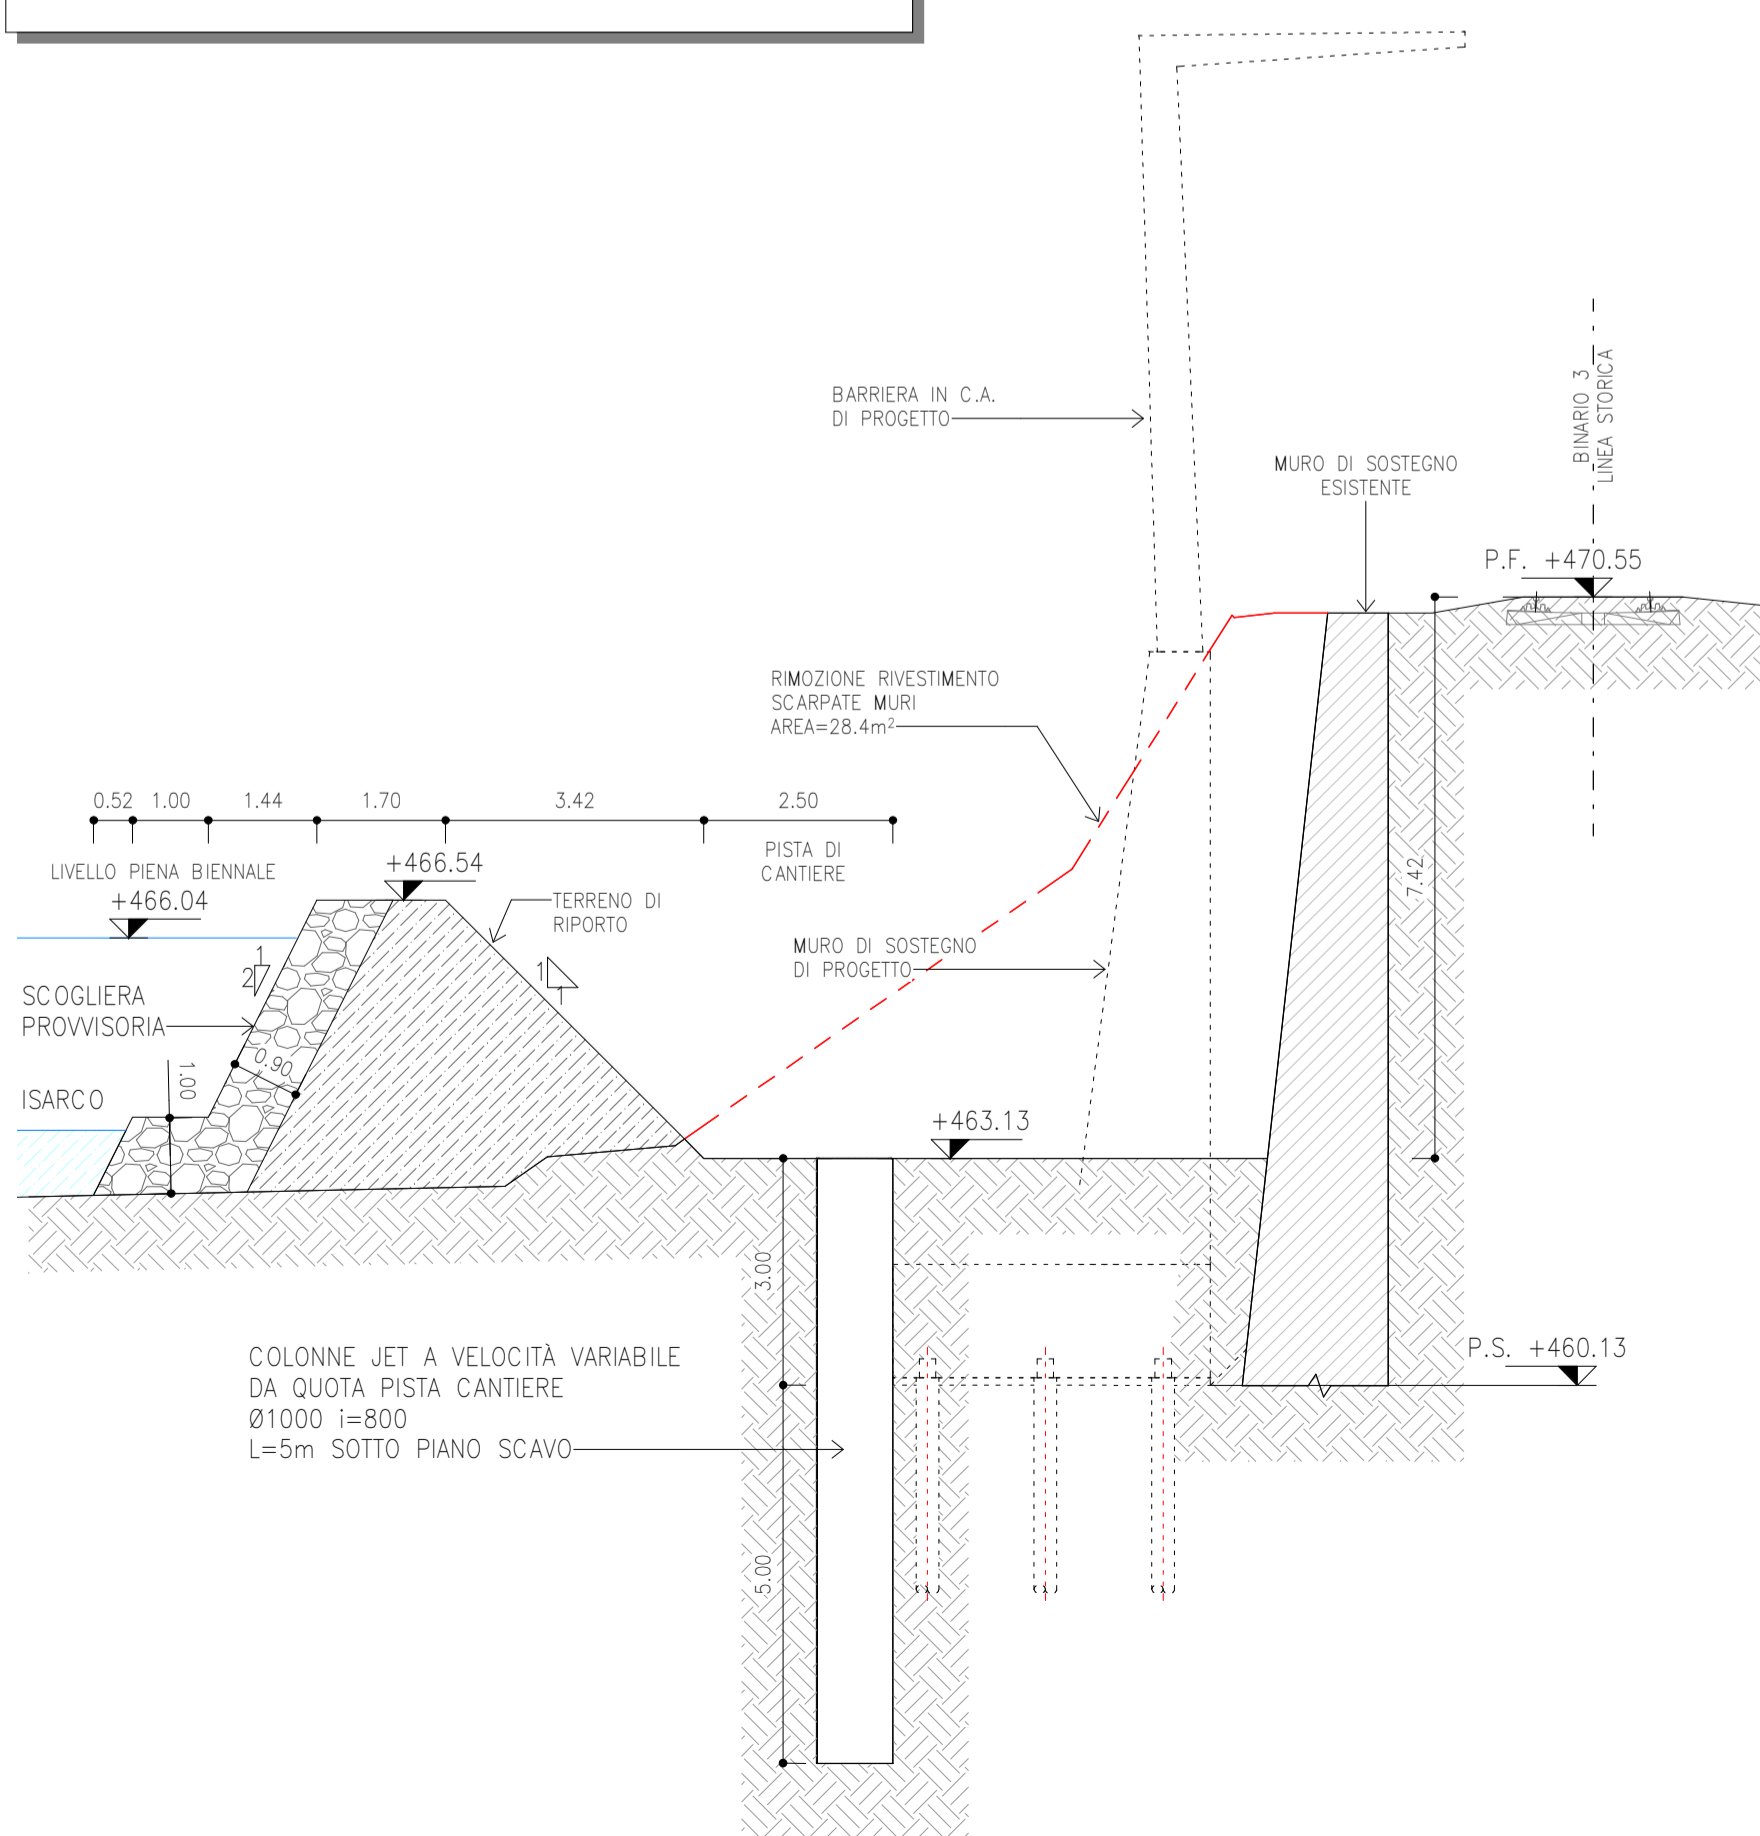 BARRIERA IN C.A.
DI PROGETTO
BINARIO 3
LINEA STORICA
MURO DI SOSTEGNO
ESISTENTE
P.F. +470.55
RIMOZIONE RIVESTIMENTO
SCARPATE MURI
AREA=28.4m²
0.52 1.00 1.44 1.70 3.42 2.50
PISTA DI
CANTIERE
LIVELLO PIENA BIENNALE
+466.04
+466.54
TERRENO DI
RIPORTO
7.42
MURO DI SOSTEGNO
DI PROGETTO
1
2
1
1
SCOGLIERA
PROVVISORIA
0.90
1.00
ISARCO
+463.13
3.00
COLONNE JET A VELOCITÀ VARIABILE
DA QUOTA PISTA CANTIERE
Ø1000 i=800
L=5m SOTTO PIANO SCAVO
P.S. +460.13
5.00